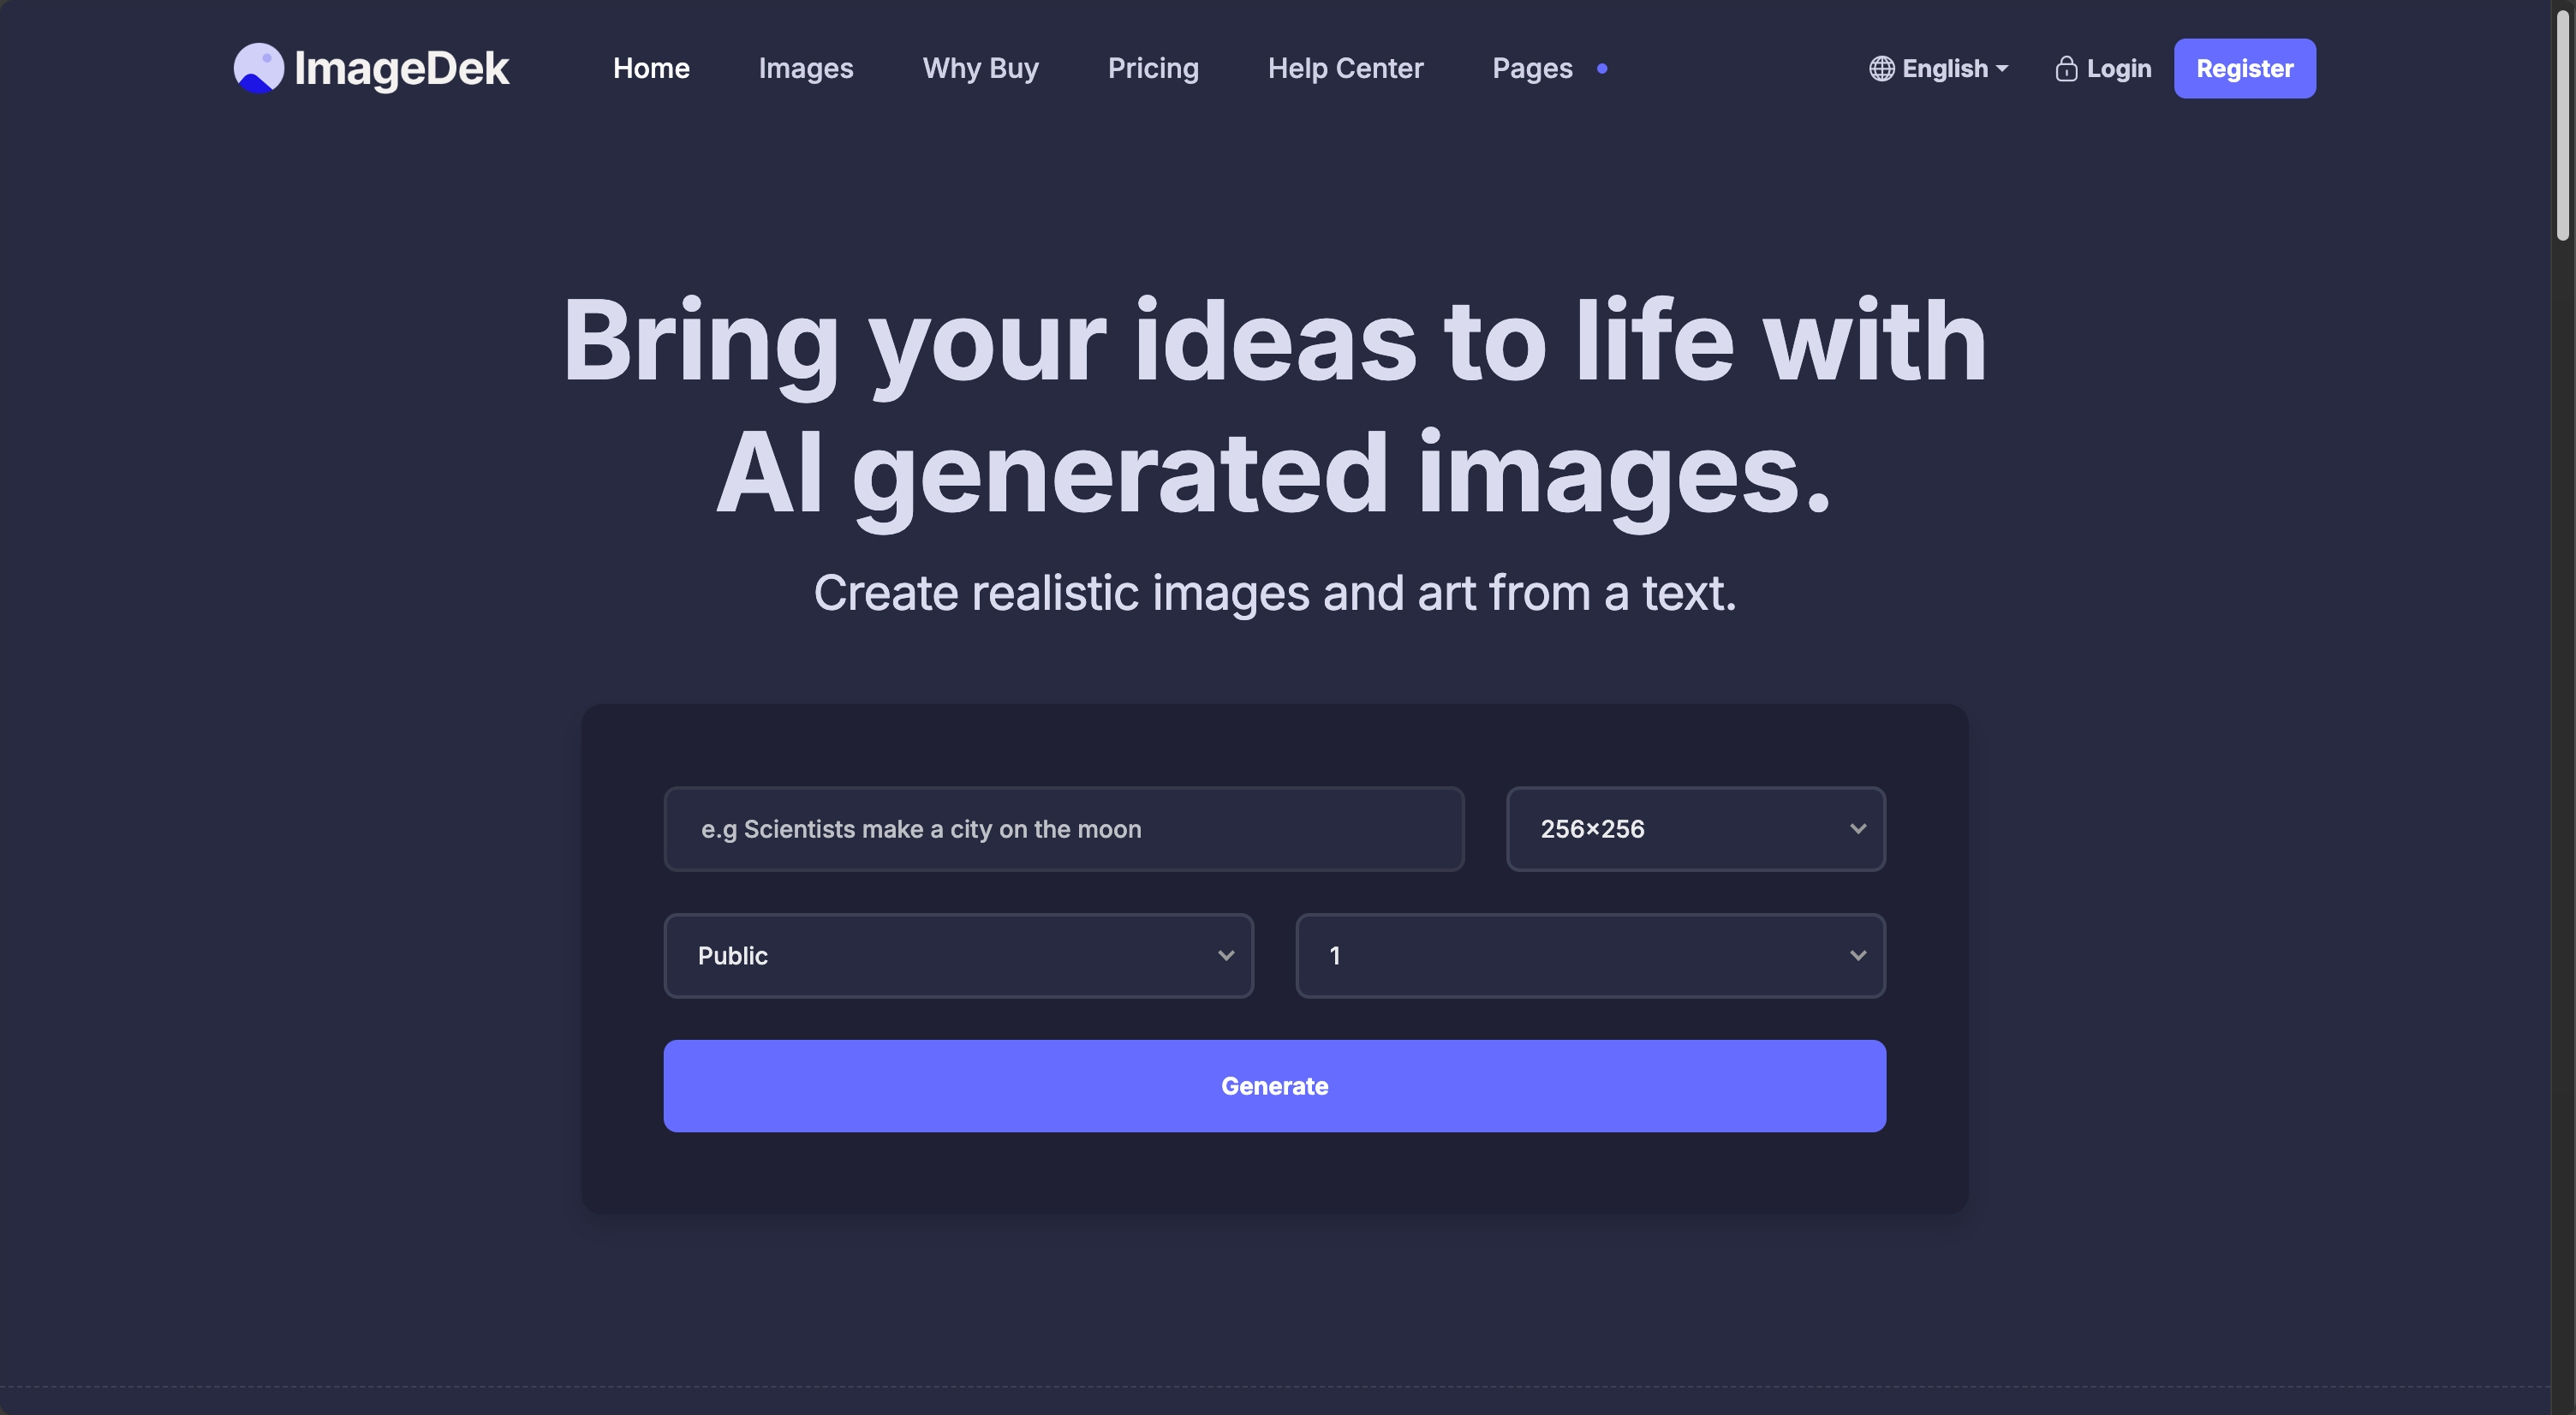 ImageDek
Home Images Why Buy Pricing Help Center Pages
English Login Register
Bring your ideas to life with
AI generated images.
Create realistic images and art from a text.
e.g Scientists make a city on the moon
256×256
Public
1
Generate